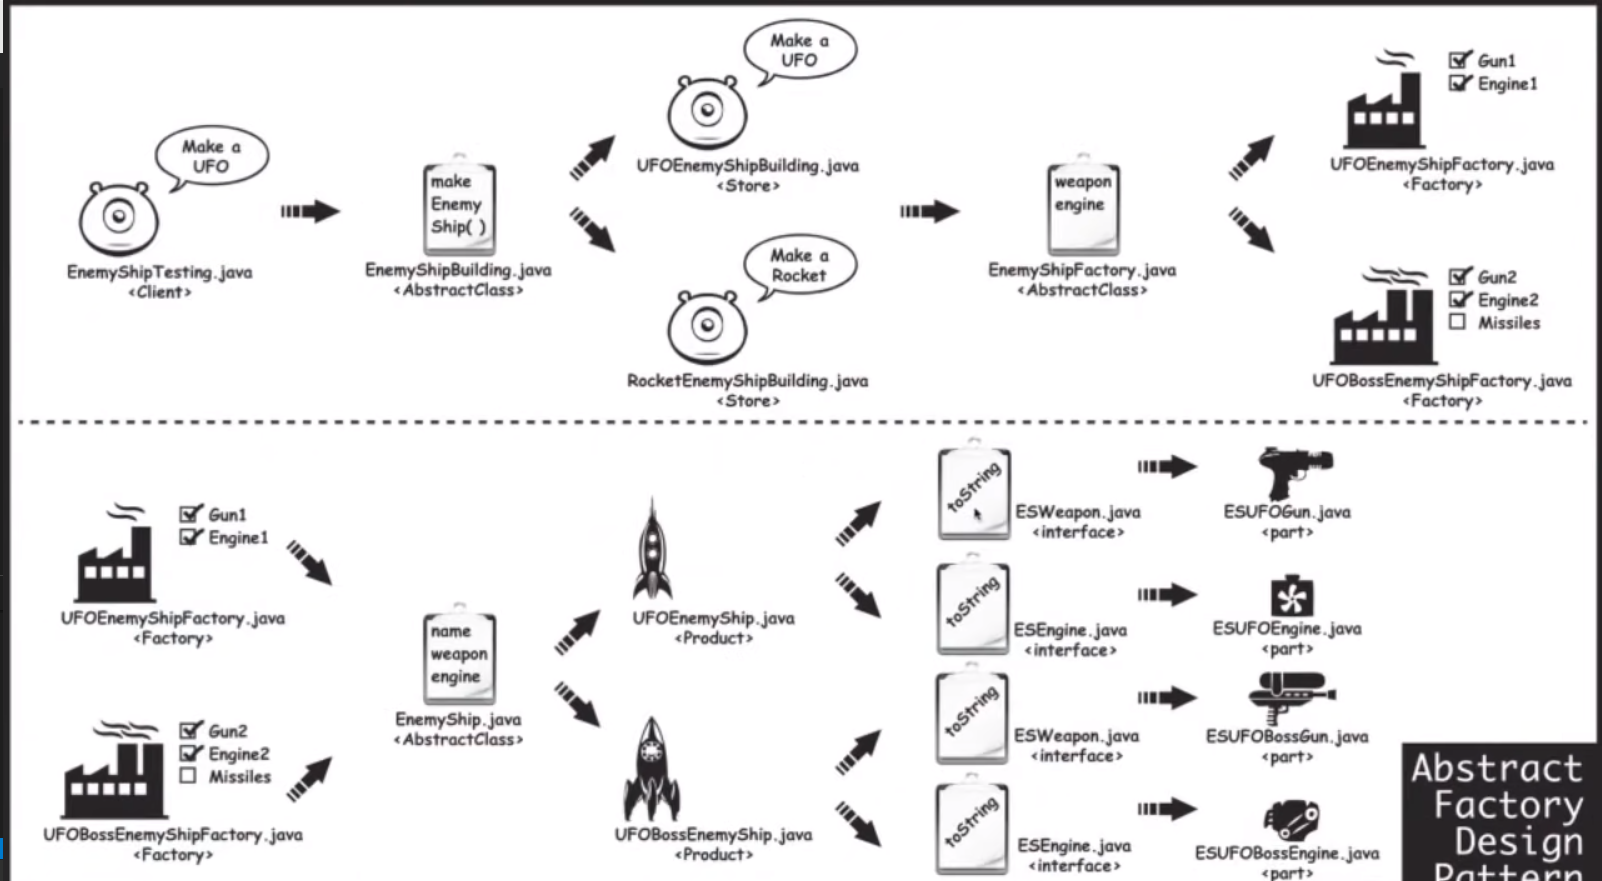 Make a
UFO
EnemyShipTesting.java
<Client>
make
Enemy
Ship( )
EnemyShipBuilding.java
<AbstractClass>
Make a
UFO
UFOEnemyShipBuilding.java
<Store>
Make a
Rocket
RocketEnemyShipBuilding.java
<Store>
weapon
engine
EnemyShipFactory.java
<AbstractClass>
Gun1
Engine1
UFOEnemyShipFactory.java
<Factory>
Gun2
Engine2
Missiles
UFOBossEnemyShipFactory.java
<Factory>
Gun1
Engine1
UFOEnemyShipFactory.java
<Factory>
Gun2
Engine2
Missiles
UFOBossEnemyShipFactory.java
<Factory>
name
weapon
engine
EnemyShip.java
<AbstractClass>
UFOEnemyShip.java
<Product>
UFOBossEnemyShip.java
<Product>
toString
ESWeapon.java
<interface>
ESUFOGun.java
<part>
toString
ESEngine.java
<interface>
ESUFOEngine.java
<part>
toString
ESWeapon.java
<interface>
ESUFOBossGun.java
<part>
toString
ESEngine.java
<interface>
ESUFOBossEngine.java
<part>
Abstract
Factory
Design
Pattern